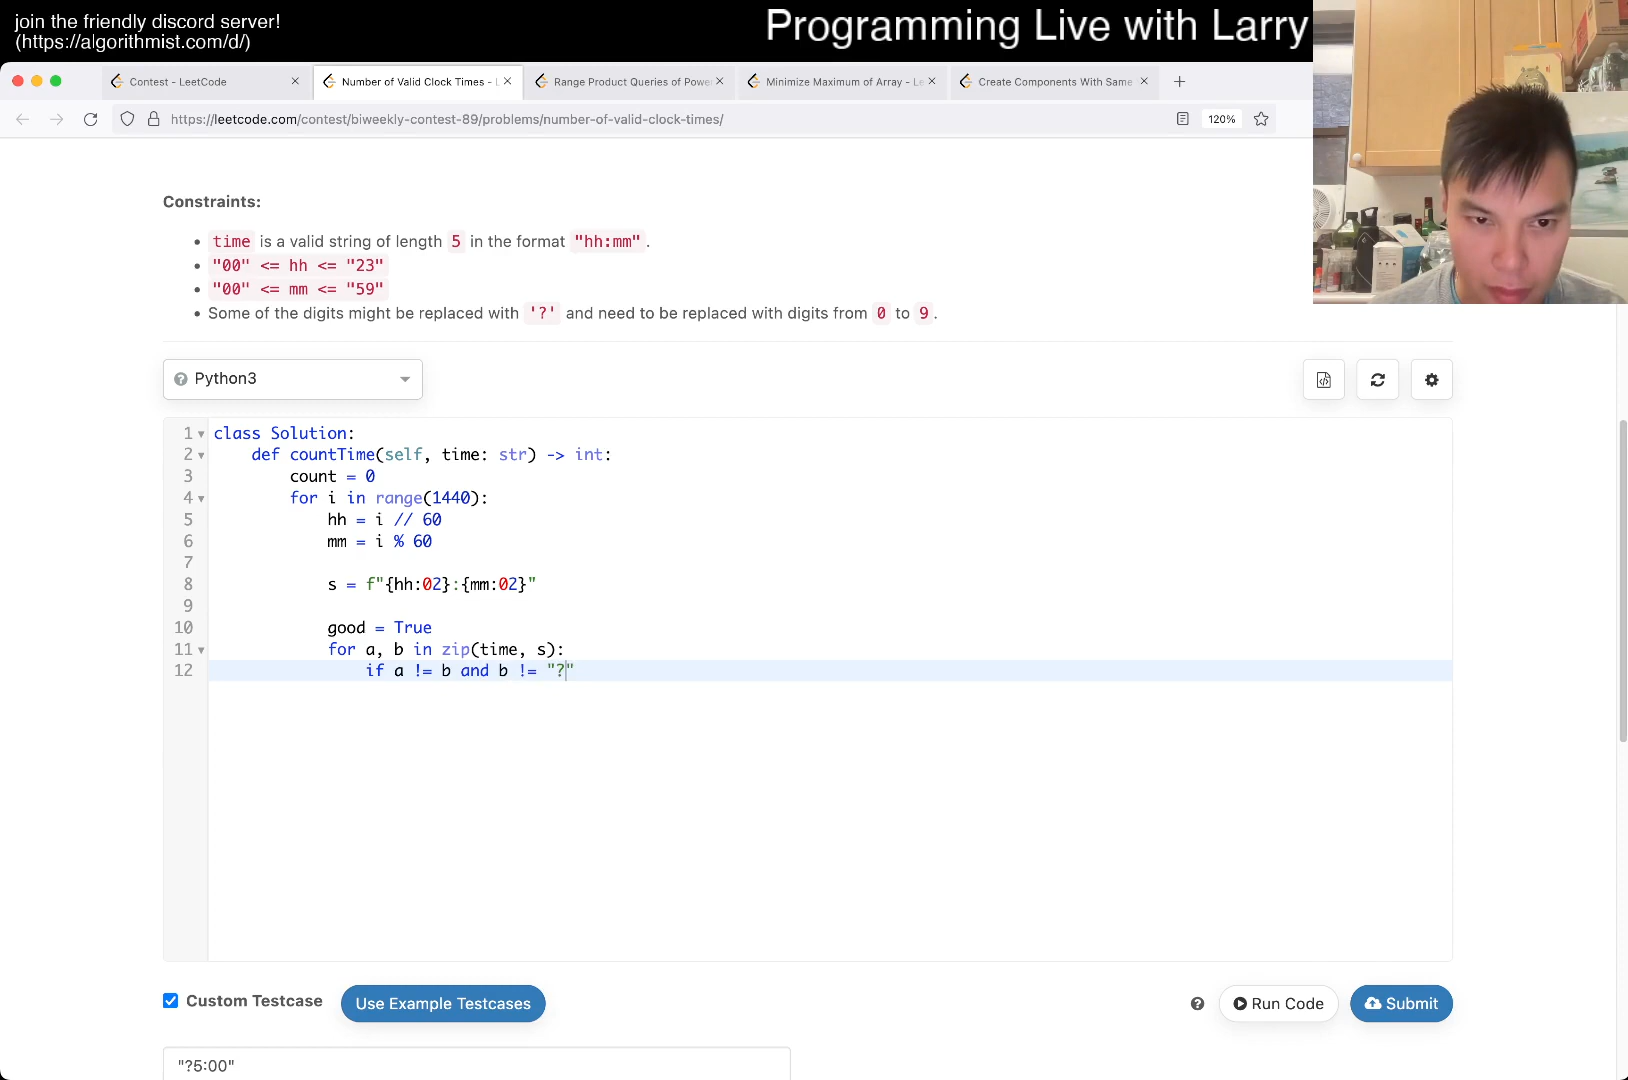 join the friendly discord server!
(https://algorithmist.com/d/)
Programming Live with Larry
Contest - LeetCode
Number of Valid Clock Times - L
Range Product Queries of Power
Minimize Maximum of Array - Le
Create Components With Same
https://leetcode.com/contest/biweekly-contest-89/problems/number-of-valid-clock-times/
120%
Constraints:
time is a valid string of length 5 in the format "hh:mm".
"00" <= hh <= "23"
"00" <= mm <= "59"
Some of the digits might be replaced with '?' and need to be replaced with digits from 0 to 9.
Python3
1 class Solution:
2 def countTime(self, time: str) -> int:
3 count = 0
4 for i in range(1440):
5 hh = i // 60
6 mm = i % 60
7
8 s = f"{hh:02}:{mm:02}"
9
10 good = True
11 for a, b in zip(time, s):
12 if a != b and b != "?"
Custom Testcase
Use Example Testcases
Run Code
Submit
"?5:00"